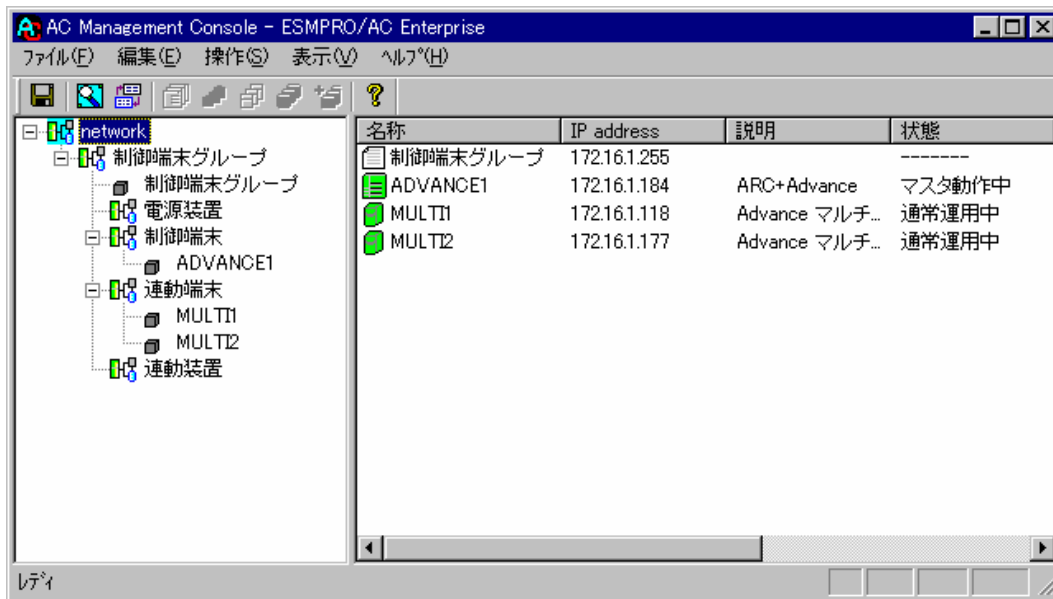 AC Management Console - ESMPRO/AC Enterprise
ファイル(F) 編集(E) 操作(S) 表示(V) ヘルプ(H)
network
制御端末グループ
制御端末グループ
電源装置
制御端末
ADVANCE1
連動端末
MULTI1
MULTI2
連動装置
名称 IP address 説明 状態
制御端末グループ 172.16.1.255 -------
ADVANCE1 172.16.1.184 ARC+Advance マスタ動作中
MULTI1 172.16.1.118 Advance マルチ... 通常運用中
MULTI2 172.16.1.177 Advance マルチ... 通常運用中
レディ